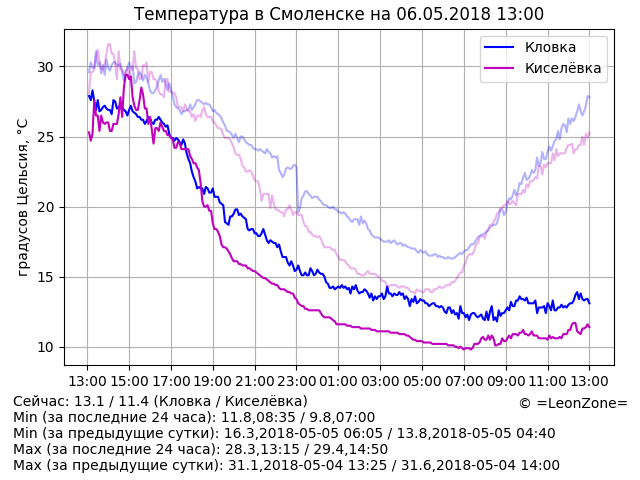 Температура в Смоленске на 06.05.2018 13:00
Кловка
Киселёвка
градусов Цельсия, °C
30
25
20
15
10
13:00 15:00 17:00 19:00 21:00 23:00 01:00 03:00 05:00 07:00 09:00 11:00 13:00
Сейчас: 13.1 / 11.4 (Кловка / Киселёвка)
© =LeonZone=
Min (за последние 24 часа): 11.8,08:35 / 9.8,07:00
Min (за предыдущие сутки): 16.3,2018-05-05 06:05 / 13.8,2018-05-05 04:40
Max (за последние 24 часа): 28.3,13:15 / 29.4,14:50
Max (за предыдущие сутки): 31.1,2018-05-04 13:25 / 31.6,2018-05-04 14:00